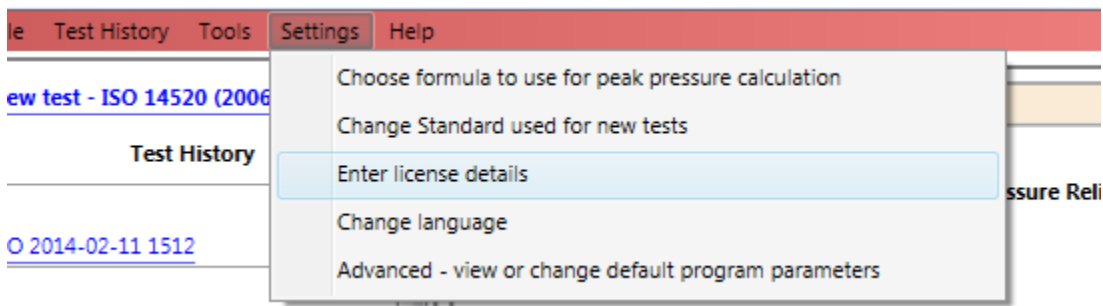 le Test History Tools Settings Help
Choose formula to use for peak pressure calculation
ew test - ISO 14520 (2006
Change Standard used for new tests
Test History
Enter license details
ssure Reli
Change language
O 2014-02-11 1512
Advanced - view or change default program parameters